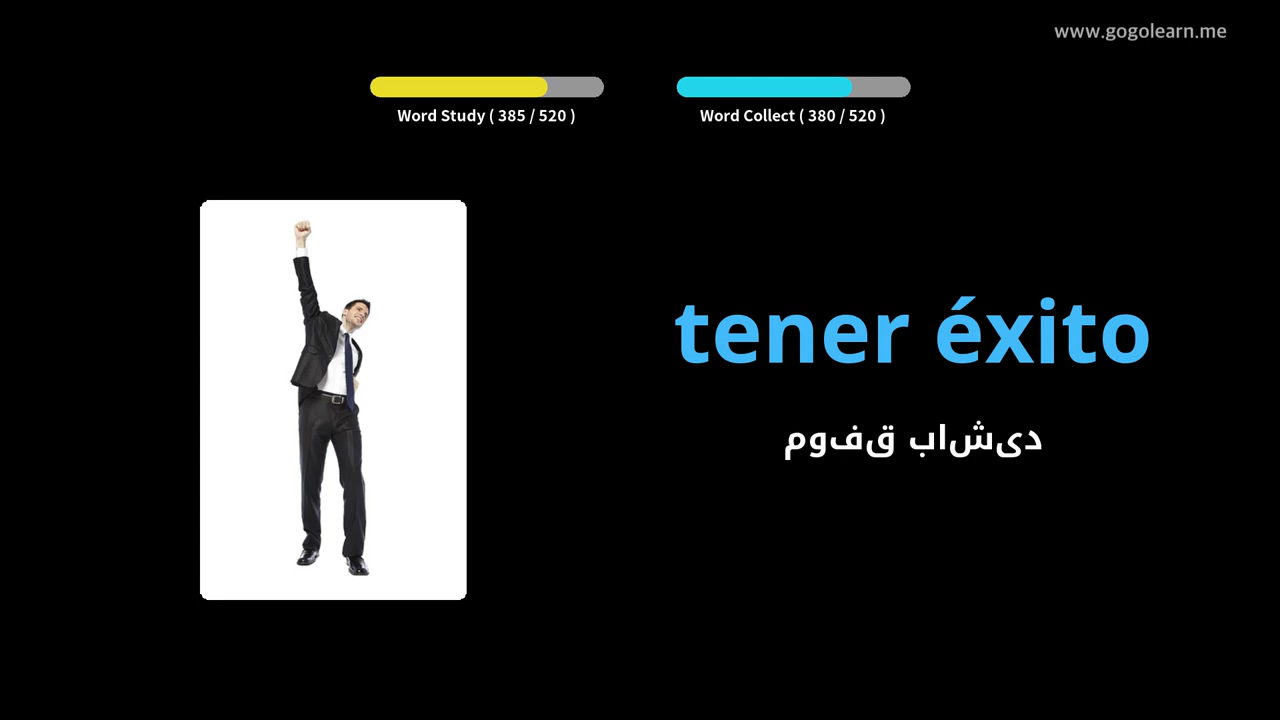 www.gogolearn.me
Word Study ( 385 / 520 )
Word Collect ( 380 / 520 )
tener éxito
دیشاب قفوم